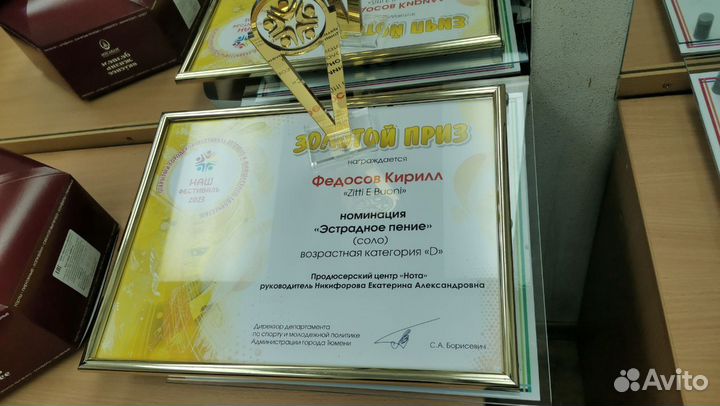 ЗОЛОТОЙ ПРИЗ
награждается
Федосов Кирилл
«Zitti E Buoni»
номинация
«Эстрадное пение»
(соло)
возрастная категория «D»
Продюсерский центр «Нота»
руководитель Никифорова Екатерина Александровна
Директор департамента
по спорту и молодежной политике
Администрации города Тюмени
С.А. Борисевич
НАШ
ФЕСТИВАЛЬ
2023
Avito